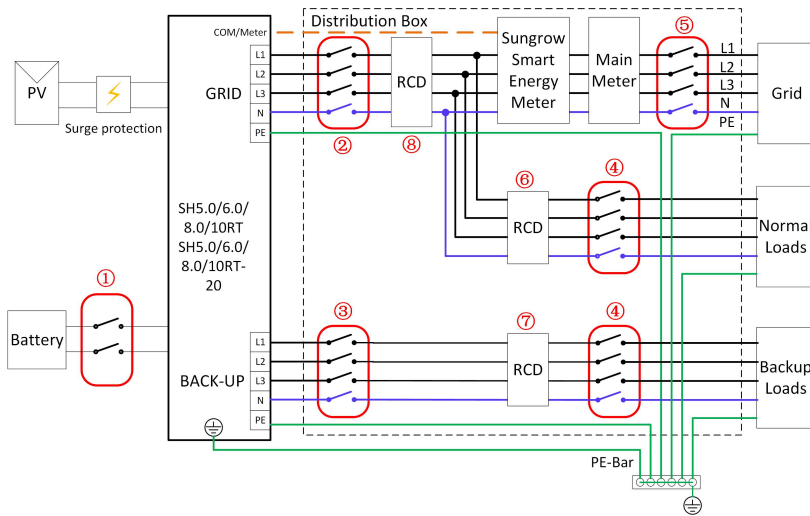 Distribution Box
⑤
COM/Meter
Sungrow
Smart
Energy
Meter
Main
Meter
L1
L2
L3
N
PE
L1
L2
L3
N
PE
RCD
GRID
PV
Grid
Surge protection
②
⑧
⑥
④
SH5.0/6.0/
8.0/10RT
SH5.0/6.0/
8.0/10RT-
20
RCD
Norma
Loads
①
③
⑦
④
Battery
L1
L2
L3
N
PE
BACK-UP
RCD
Backup
Loads
PE-Bar